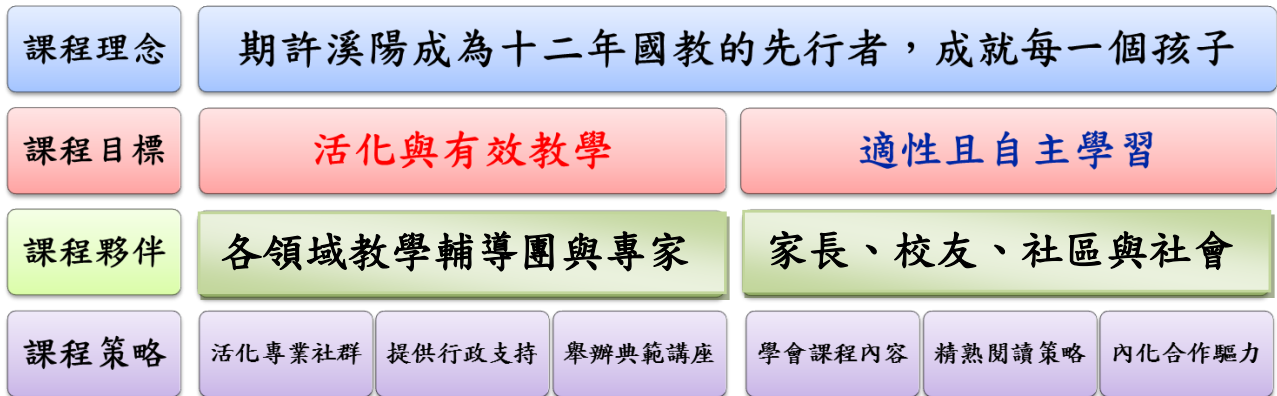 課程理念
期許溪陽成為十二年國教的先行者，成就每一個孩子
課程目標
活化與有效教學
適性且自主學習
課程夥伴
各領域教學輔導團與專家
家長、校友、社區與社會
課程策略
活化專業社群
提供行政支持
舉辦典範講座
學會課程內容
精熟閱讀策略
內化合作驅力